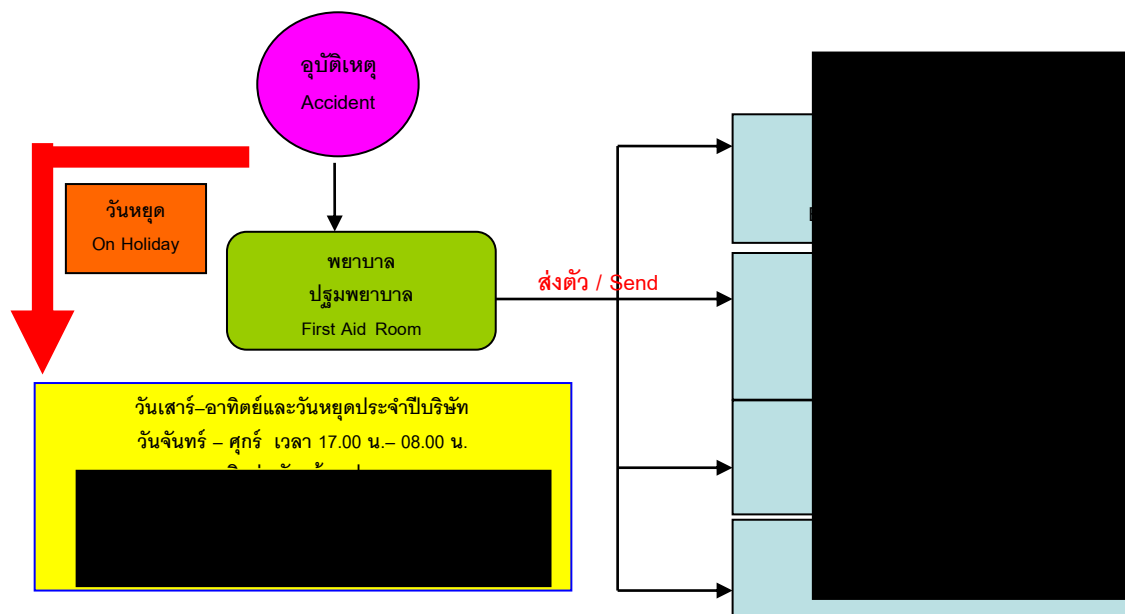 อุบัติเหตุ
Accident
วันหยุด
On Holiday
พยาบาล
ปฐมพยาบาล
First Aid Room
ส่งตัว / Send
วันเสาร์–อาทิตย์และวันหยุดประจำปีบริษัท
วันจันทร์ – ศุกร์ เวลา 17.00 น.– 08.00 น.